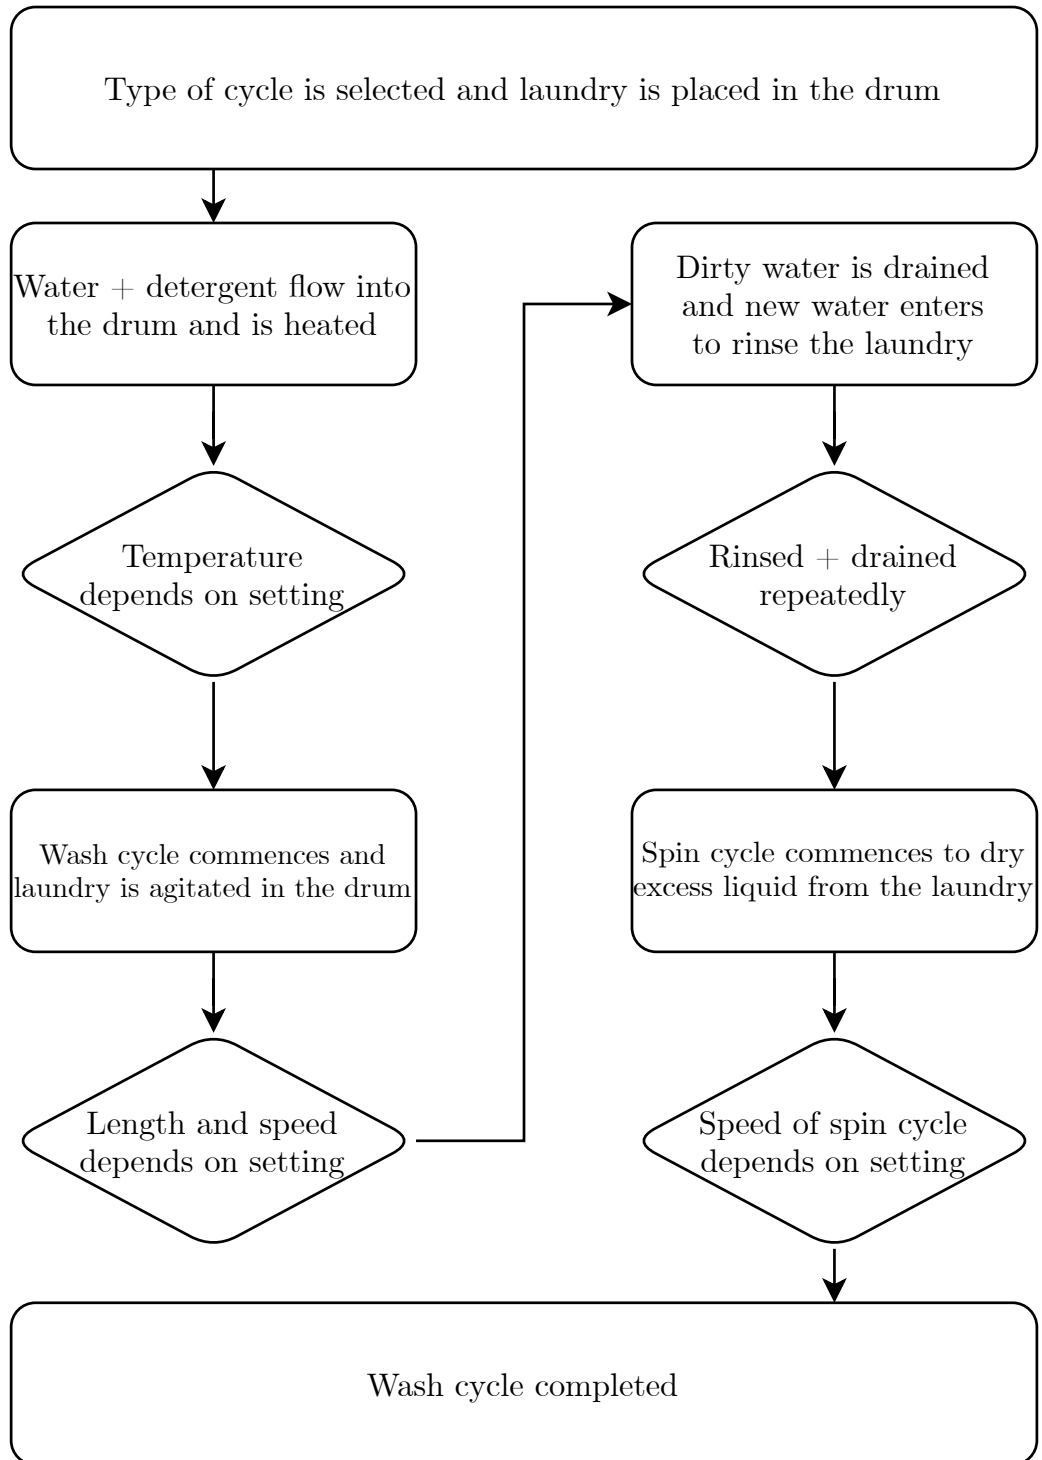 Type of cycle is selected and laundry is placed in the drum
Water + detergent flow into
the drum and is heated
Temperature
depends on setting
Wash cycle commences and
laundry is agitated in the drum
Length and speed
depends on setting
Dirty water is drained
and new water enters
to rinse the laundry
Rinsed + drained
repeatedly
Spin cycle commences to dry
excess liquid from the laundry
Speed of spin cycle
depends on setting
Wash cycle completed